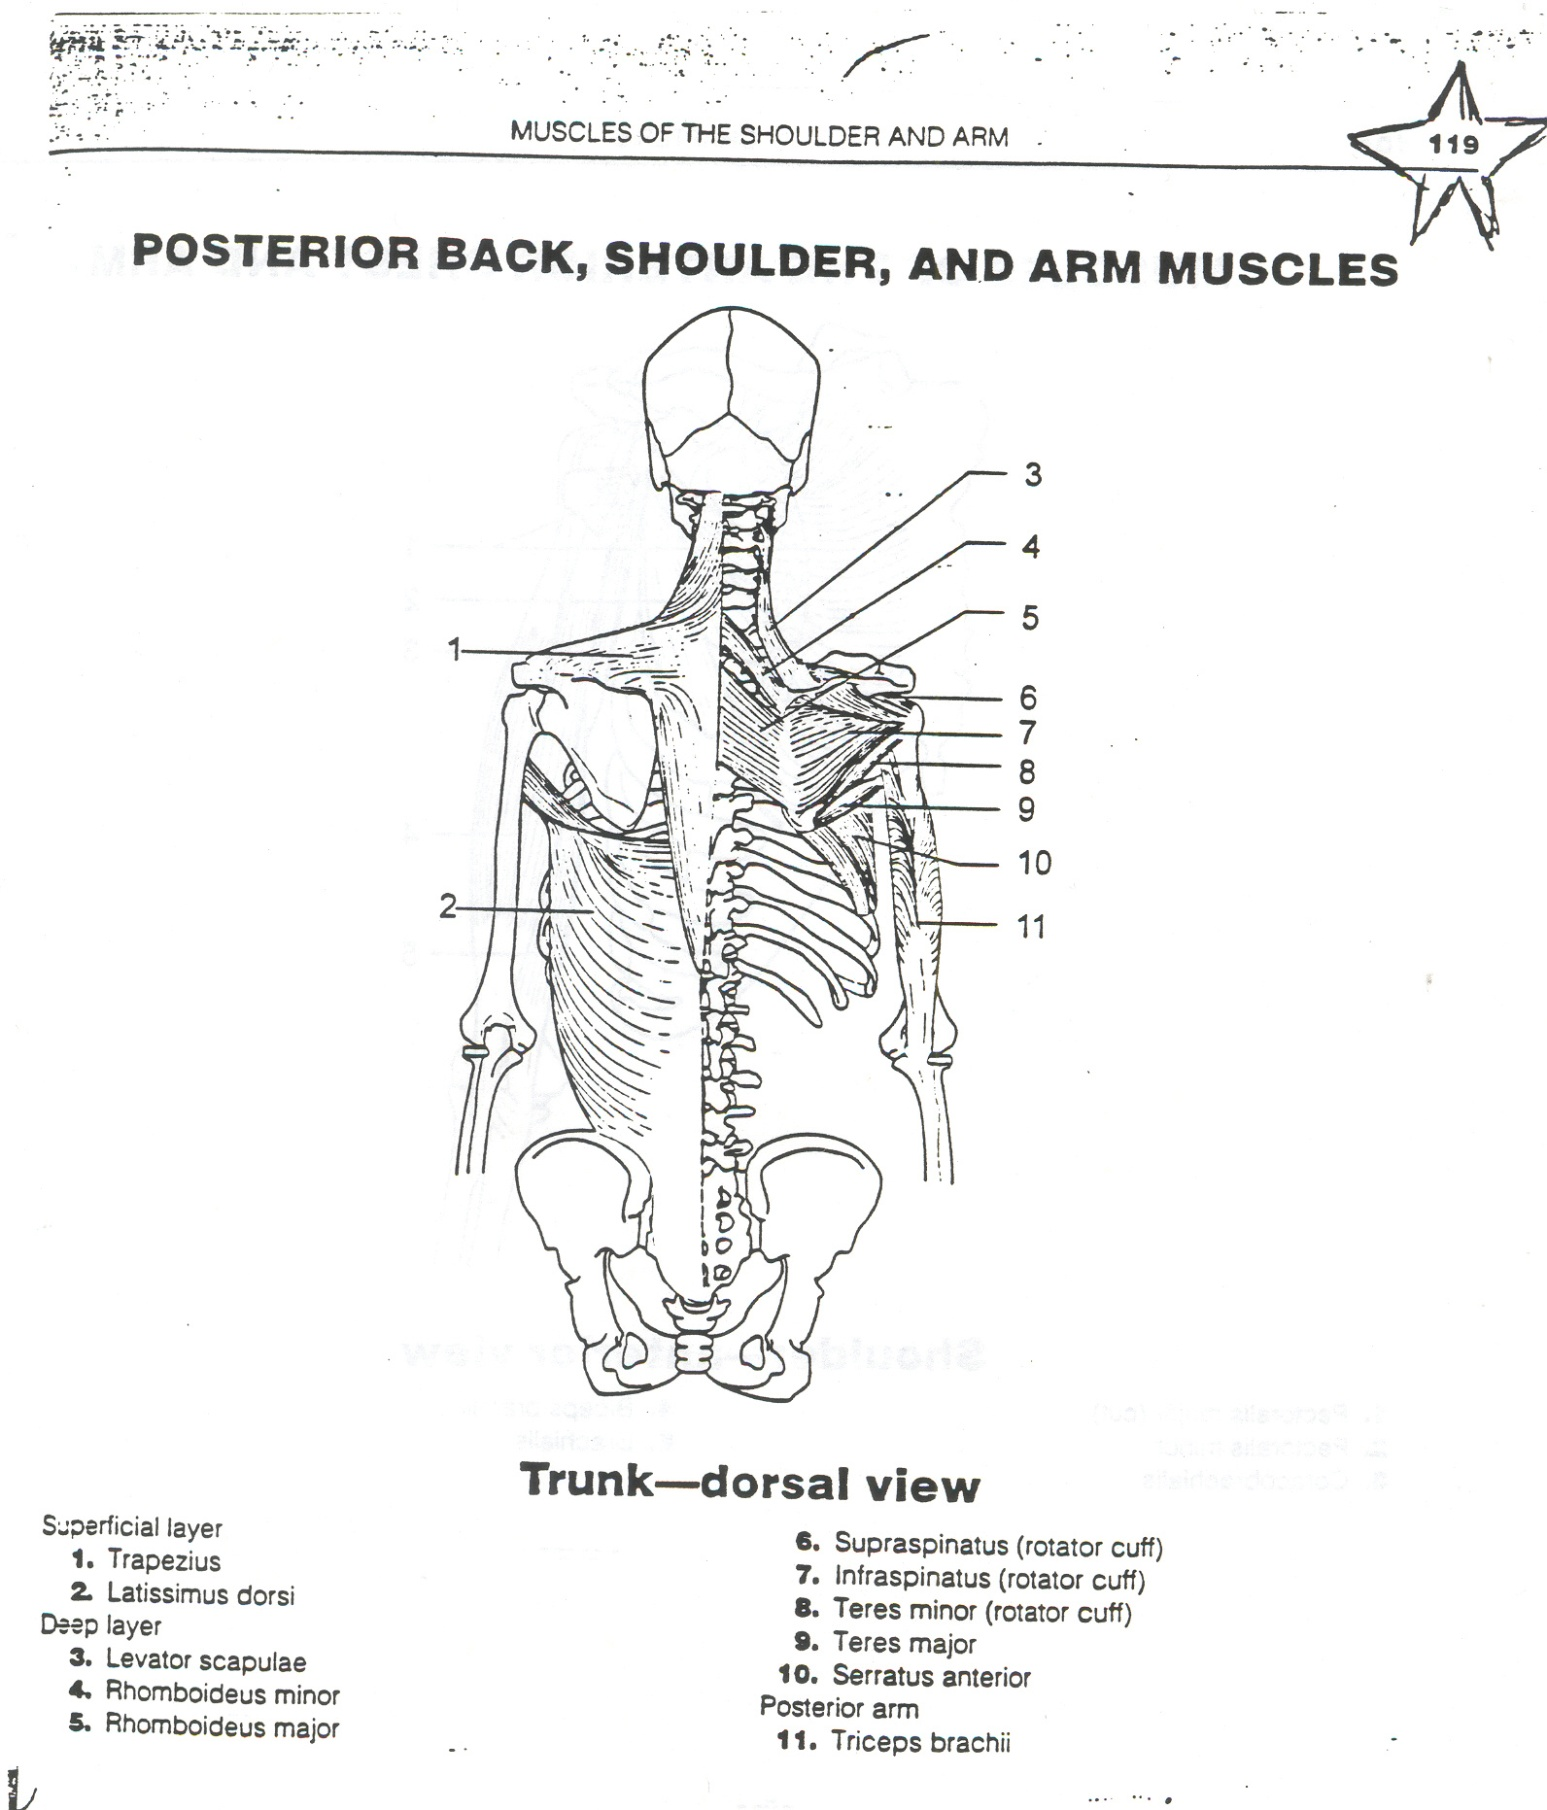 MUSCLES OF THE SHOULDER AND ARM
119
POSTERIOR BACK, SHOULDER, AND ARM MUSCLES
3
4
5
1
6
7
8
9
10
2
11
Trunk—dorsal view
Superficial layer
1. Trapezius
2. Latissimus dorsi
Deep layer
3. Levator scapulae
4. Rhomboideus minor
5. Rhomboideus major
6. Supraspinatus (rotator cuff)
7. Infraspinatus (rotator cuff)
8. Teres minor (rotator cuff)
9. Teres major
10. Serratus anterior
Posterior arm
11. Triceps brachii